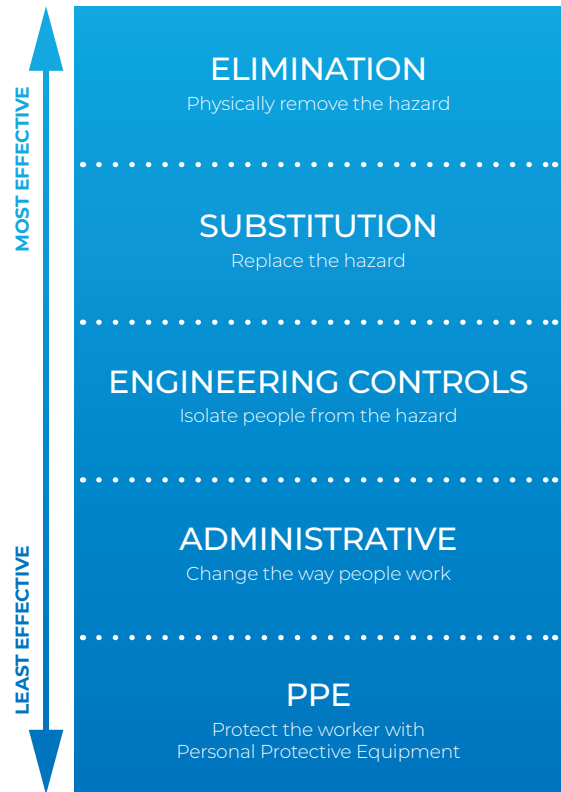 MOST EFFECTIVE
ELIMINATION
Physically remove the hazard
SUBSTITUTION
Replace the hazard
ENGINEERING CONTROLS
Isolate people from the hazard
ADMINISTRATIVE
Change the way people work
LEAST EFFECTIVE
PPE
Protect the worker with
Personal Protective Equipment